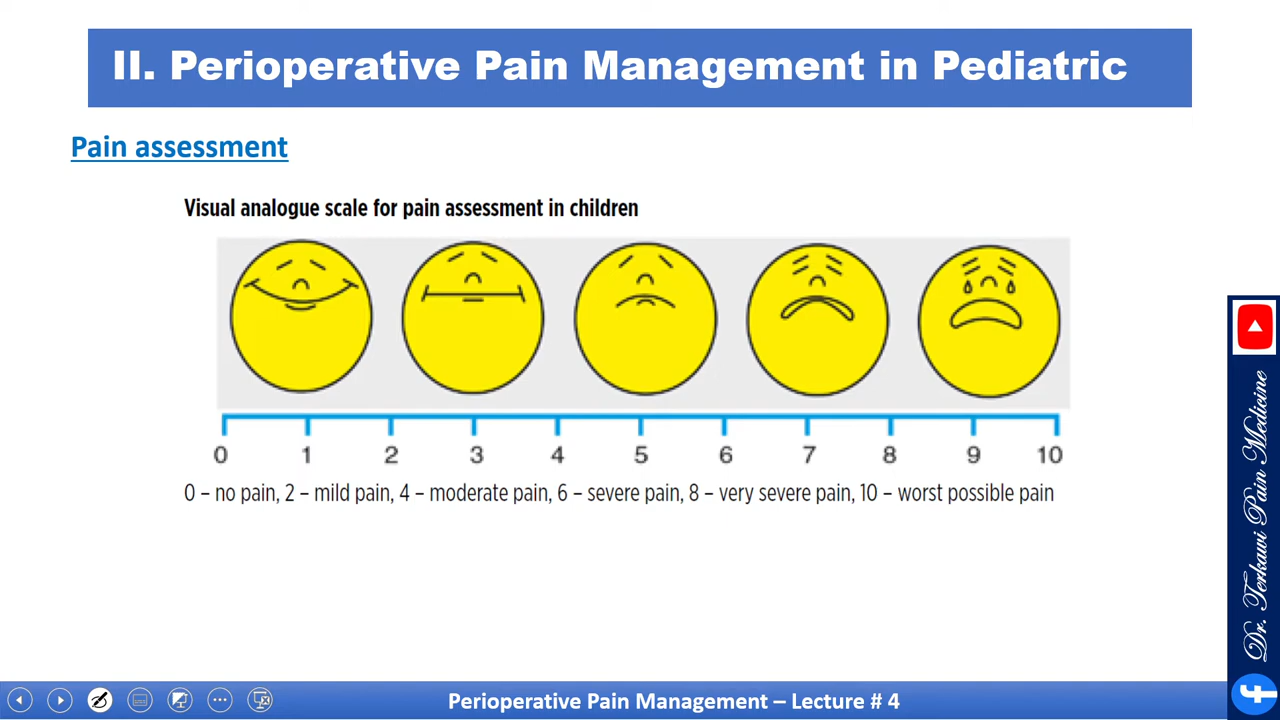 II. Perioperative Pain Management in Pediatric
Pain assessment
Visual analogue scale for pain assessment in children
0 1 2 3 4 5 6 7 8 9 10
0 – no pain, 2 – mild pain, 4 – moderate pain, 6 – severe pain, 8 – very severe pain, 10 – worst possible pain
Dr. Terkawi Pain Medicine
Perioperative Pain Management – Lecture # 4